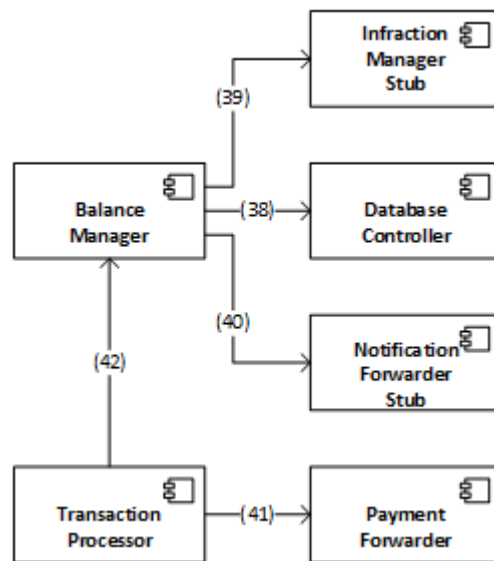 Infraction
Manager
Stub
(39)
Balance
Manager
(38)
Database
Controller
(40)
(42)
Notification
Forwarder
Stub
Transaction
Processor
(41)
Payment
Forwarder